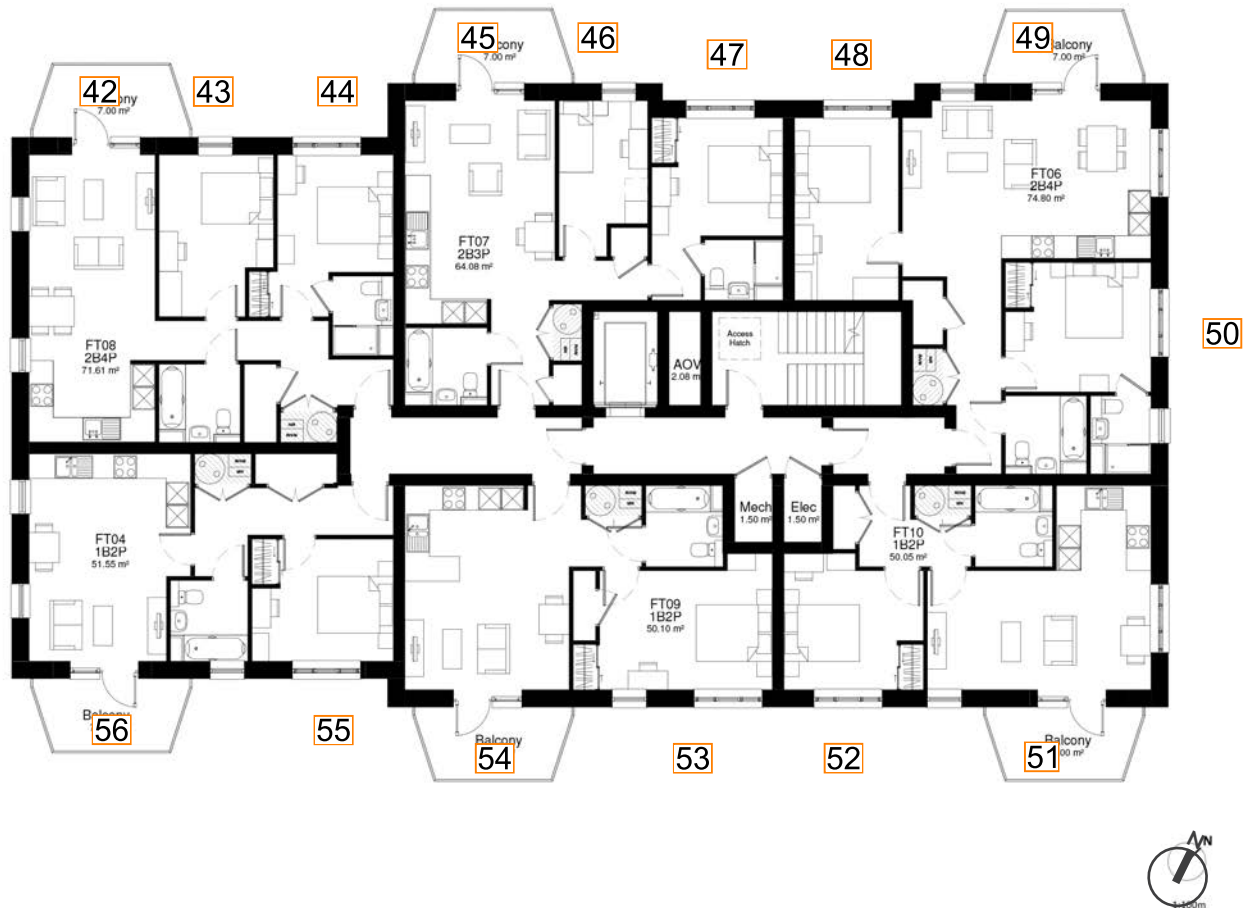 45
46
47
48
49
cony
7.00 m²
Balcony
7.00 m²
42
43
44
7.00 m²
FT06
2B4P
74.80 m²
FT07
2B3P
64.08 m²
50
Access
Hatch
FT08
2B4P
71.61 m²
AOV
2.08 m
Mech
1.50 m²
Elec
1.50 m²
FT04
1B2P
51.55 m²
FT10
1B2P
50.05 m²
FT09
1B2P
50.10 m²
56
55
Balcony
54
53
52
Balcony
51
N